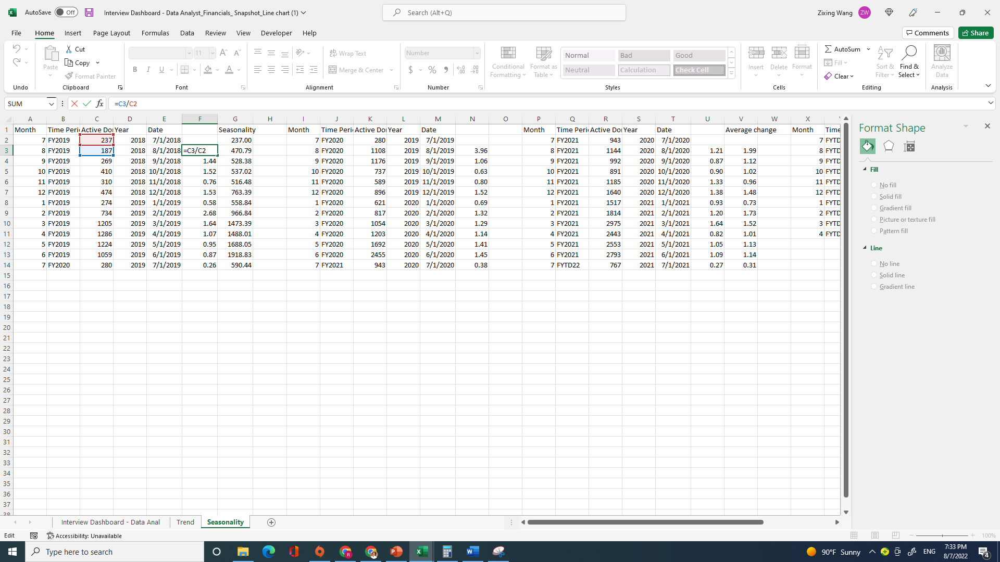 AutoSave Off Interview Dashboard - Data Analyst_Financials_ Snapshot_Line chart (1) Search (Alt+Q) Zixing Wang ZW
File Home Insert Page Layout Formulas Data Review View Developer Help Comments Share
Cut 11 Wrap Text Number Normal Bad Good AutoSum
Paste Copy Conditional Formatting Format as Table Neutral Calculation Check Cell Insert Delete Format Fill Sort & Filter Find & Select Analyze Data
Format Painter B I U Merge & Center $ % Clear
Undo Clipboard Font Alignment Number Styles Cells Editing Analysis
SUM fx =C3/C2
A B C D E F G H I J K L M N O P Q R S T U V W X
1 Month Time Peri Active Do Year Date Seasonality Month Time Peri Active Do Year Date Month Time Peri Active Do Year Date Average change Month Time
2 7 FY2019 237 2018 7/1/2018 237.00 7 FY2020 280 2019 7/1/2019 7 FY2021 943 2020 7/1/2020 7 FYTD
3 8 FY2019 187 2018 8/1/2018 =C3/C2 470.79 8 FY2020 1108 2019 8/1/2019 3.96 8 FY2021 1144 2020 8/1/2020 1.21 1.99 8 FYTD
4 9 FY2019 269 2018 9/1/2018 1.44 528.38 9 FY2020 1176 2019 9/1/2019 1.06 9 FY2021 992 2020 9/1/2020 0.87 1.12 9 FYTD
5 10 FY2019 410 2018 10/1/2018 1.52 537.02 10 FY2020 737 2019 10/1/2019 0.63 10 FY2021 891 2020 10/1/2020 0.90 1.02 10 FYTD
6 11 FY2019 310 2018 11/1/2018 0.76 516.48 11 FY2020 589 2019 11/1/2019 0.80 11 FY2021 1185 2020 11/1/2020 1.33 0.96 11 FYTD
7 12 FY2019 474 2018 12/1/2018 1.53 763.39 12 FY2020 896 2019 12/1/2019 1.52 12 FY2021 1640 2020 12/1/2020 1.38 1.48 12 FYTD
8 1 FY2019 274 2019 1/1/2019 0.58 558.84 1 FY2020 621 2020 1/1/2020 0.69 1 FY2021 1517 2021 1/1/2021 0.93 0.73 1 FYTD
9 2 FY2019 734 2019 2/1/2019 2.68 966.84 2 FY2020 817 2020 2/1/2020 1.32 2 FY2021 1814 2021 2/1/2021 1.20 1.73 2 FYTD
10 3 FY2019 1205 2019 3/1/2019 1.64 1473.39 3 FY2020 1054 2020 3/1/2020 1.29 3 FY2021 2975 2021 3/1/2021 1.64 1.52 3 FYTD
11 4 FY2019 1286 2019 4/1/2019 1.07 1488.01 4 FY2020 1203 2020 4/1/2020 1.14 4 FY2021 2443 2021 4/1/2021 0.82 1.01 4 FYTD
12 5 FY2019 1224 2019 5/1/2019 0.95 1688.05 5 FY2020 1692 2020 5/1/2020 1.41 5 FY2021 2553 2021 5/1/2021 1.05 1.13
13 6 FY2019 1059 2019 6/1/2019 0.87 1918.83 6 FY2020 2455 2020 6/1/2020 1.45 6 FY2021 2793 2021 6/1/2021 1.09 1.14
14 7 FY2020 280 2019 7/1/2019 0.26 590.44 7 FY2021 943 2020 7/1/2020 0.38 7 FYTD22 767 2021 7/1/2021 0.27 0.31
15
16
17
18
19
20
21
22
23
24
25
26
27
28
29
30
31
32
33
34
35
36
37
38
Format Shape
Fill
No fill
Solid fill
Gradient fill
Picture or texture fill
Pattern fill
Line
No line
Solid line
Gradient line
Interview Dashboard - Data Anal Trend Seasonality
Edit Accessibility: Unavailable 100%
Type here to search 90°F Sunny ENG 7:33 PM
8/7/2022 4